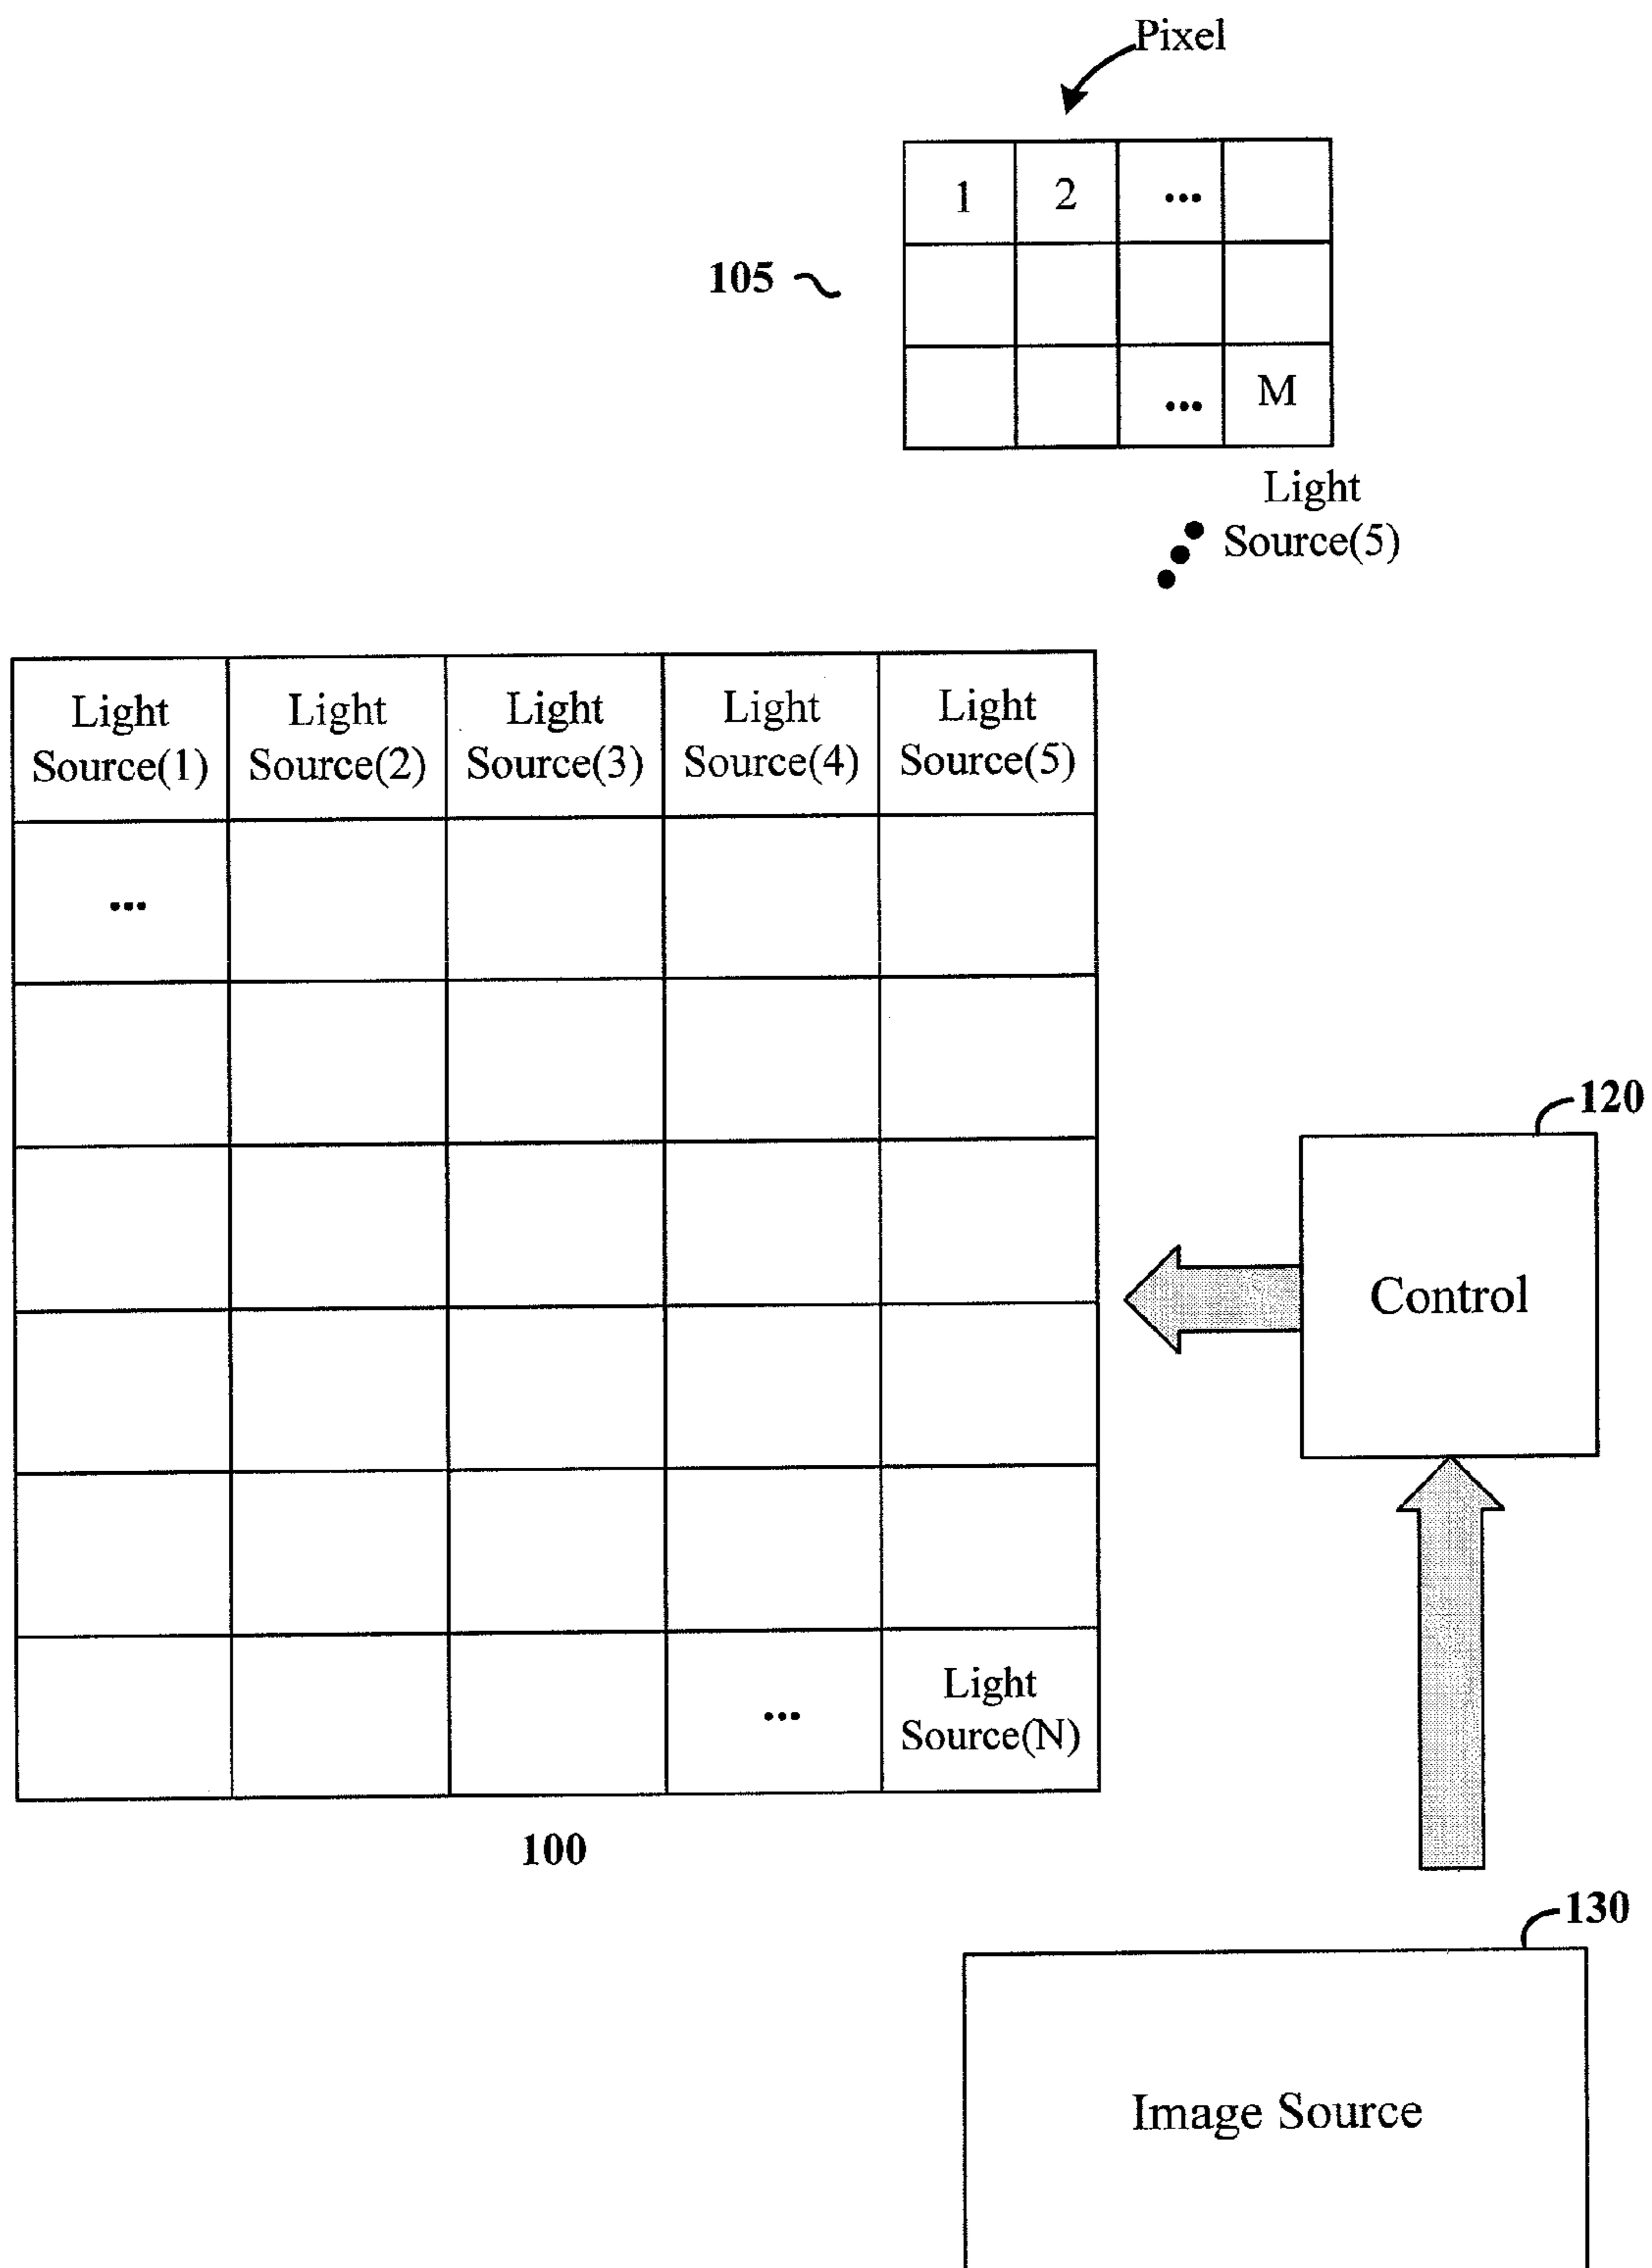 Pixel
1 2 ...
105
... M
Light
Source(5)
Light Source(1) Light Source(2) Light Source(3) Light Source(4) Light Source(5)
...
120
Control
... Light Source(N)
100
130
Image Source